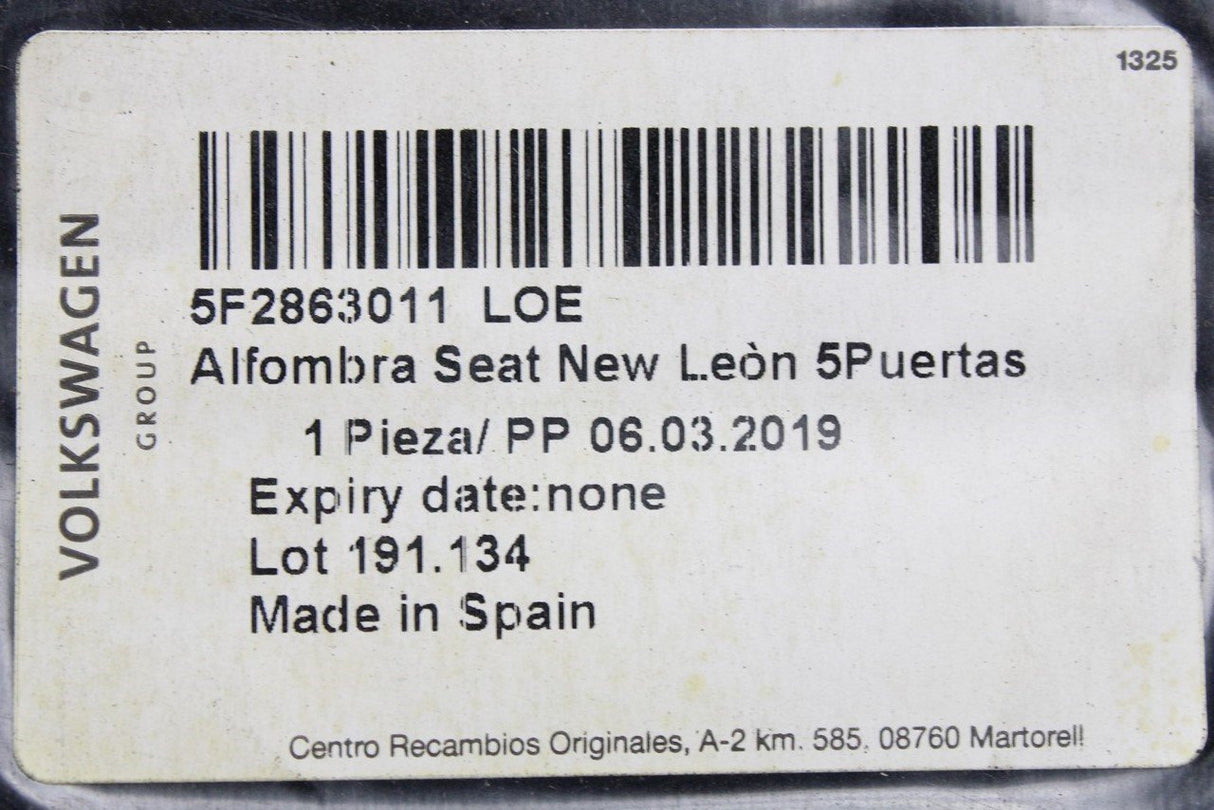 1325
VOLKSWAGEN
GROUP
5F2863011 LOE
Alfombra Seat New Leòn 5Puertas
1 Pieza/ PP 06.03.2019
Expiry date:none
Lot 191.134
Made in Spain
Centro Recambios Originales, A-2 km. 585, 08760 Martorell